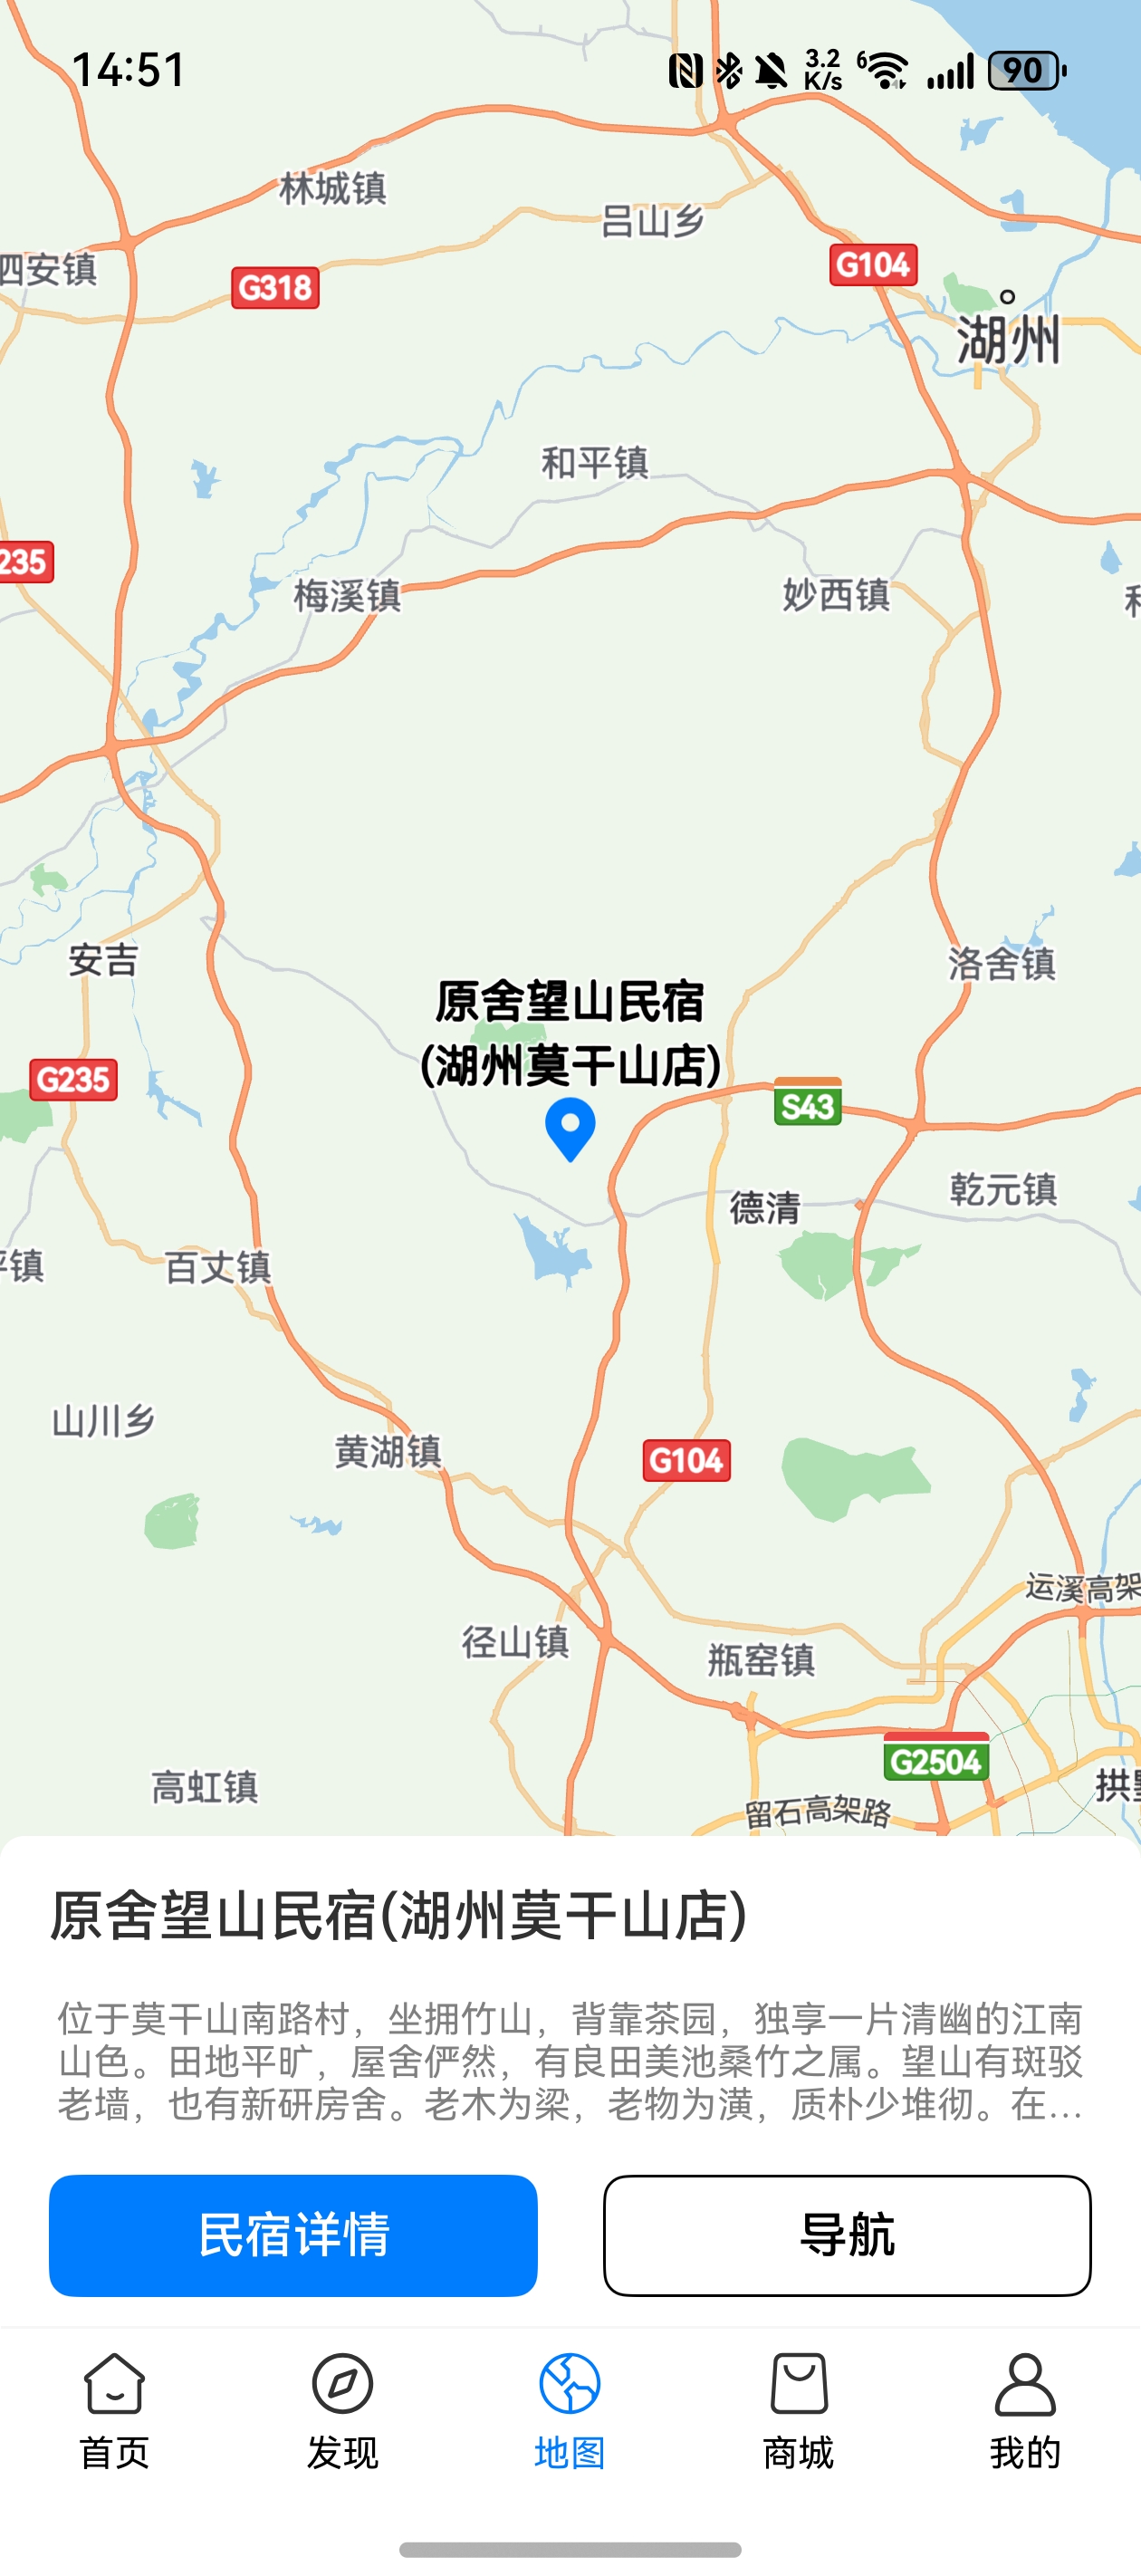 14:51
3.2
K/s
6
90
林城镇
吕山乡
泗安镇
G318
G104
湖州
和平镇
235
梅溪镇
妙西镇
安吉
洛舍镇
原舍望山民宿
(湖州莫干山店)
G235
S43
德清
乾元镇
百丈镇
镇
山川乡
黄湖镇
G104
运溪高架
径山镇
瓶窑镇
G2504
高虹镇
拱
留石高架路
原舍望山民宿(湖州莫干山店)
位于莫干山南路村，坐拥竹山，背靠茶园，独享一片清幽的江南
山色。田地平旷，屋舍俨然，有良田美池桑竹之属。望山有斑驳
老墙，也有新研房舍。老木为梁，老物为潢，质朴少堆彻。在...
民宿详情
导航
首页
发现
地图
商城
我的